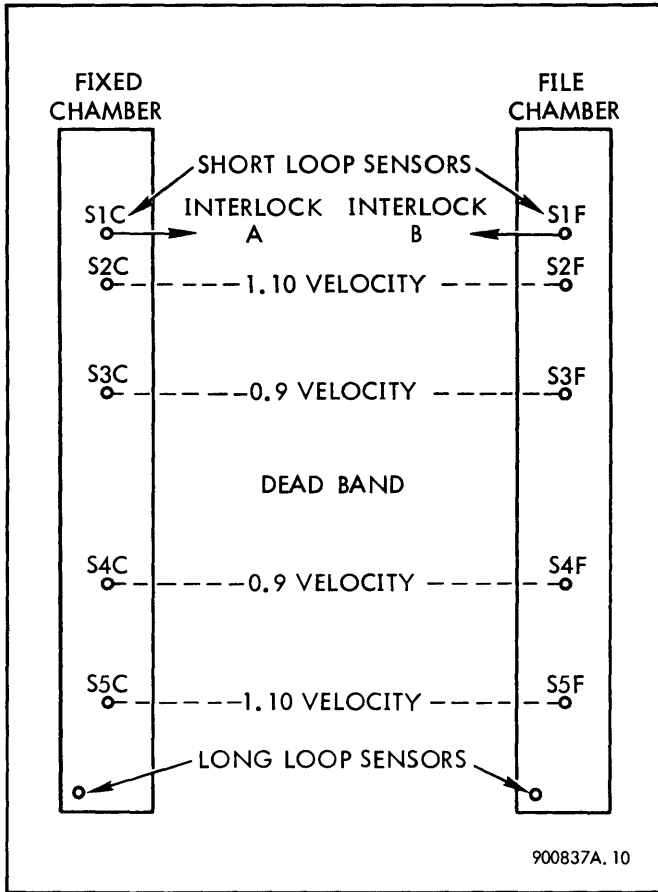 FIXED CHAMBER
FILE CHAMBER
SHORT LOOP SENSORS
S1C
INTERLOCK A
INTERLOCK B
S1F
S2C
1.10 VELOCITY
S2F
S3C
0.9 VELOCITY
S3F
DEAD BAND
S4C
0.9 VELOCITY
S4F
S5C
1.10 VELOCITY
S5F
LONG LOOP SENSORS
900837A.10